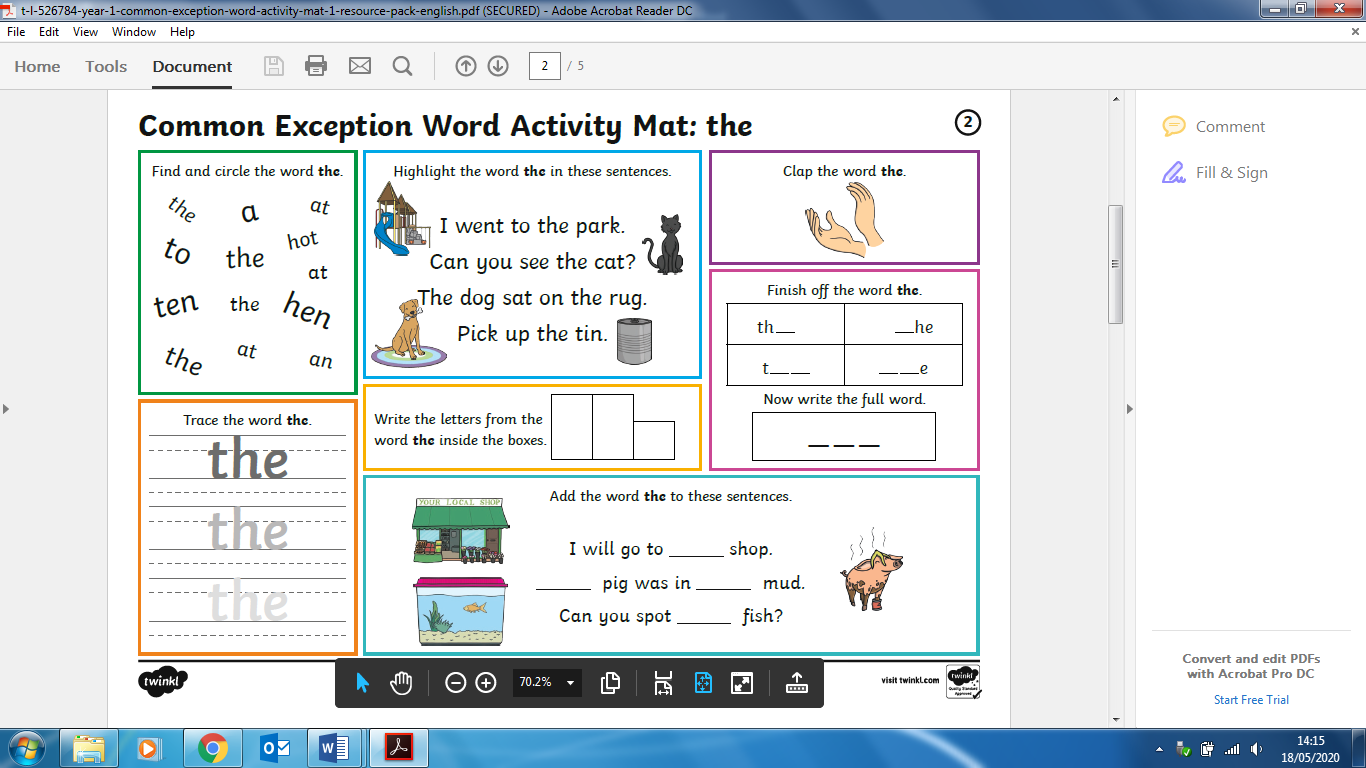 t-l-526784-year-1-common-exception-word-activity-mat-1-resource-pack-english.pdf (SECURED) - Adobe Acrobat Reader DC
File Edit View Window Help
Home Tools Document 2 / 5
Common Exception Word Activity Mat: the 2
Find and circle the word the.
the a at
to the hot
at
ten the hen
the at an
Highlight the word the in these sentences.
I went to the park.
Can you see the cat?
The dog sat on the rug.
Pick up the tin.
Clap the word the.
Finish off the word the.
th__ __he
t__ __ __ __e
Now write the full word.
__ __ __
Trace the word the.
the
the
the
Write the letters from the
word the inside the boxes.
Add the word the to these sentences.
YOUR LOCAL SHOP
I will go to ______ shop.
______ pig was in ______ mud.
Can you spot ______ fish?
twinkl
70.2%
visit twinkl.com
twinkl
Quality Standard
Approved
Comment
Fill & Sign
Convert and edit PDFs
with Acrobat Pro DC
Start Free Trial
14:15
18/05/2020